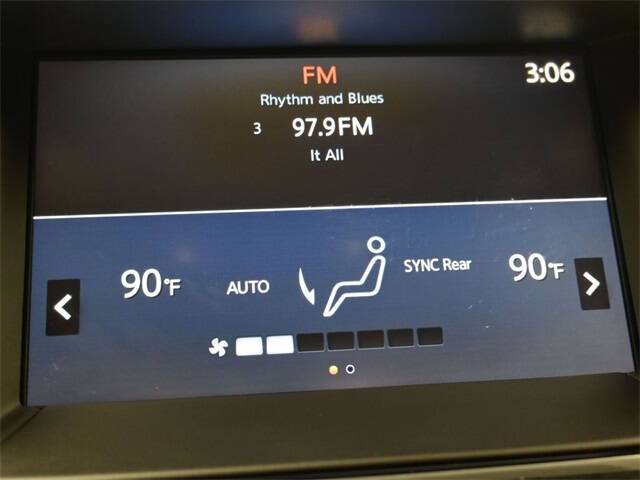 FM
3:06
Rhythm and Blues
3 97.9FM
It All
90°F
AUTO
SYNC Rear
90°F